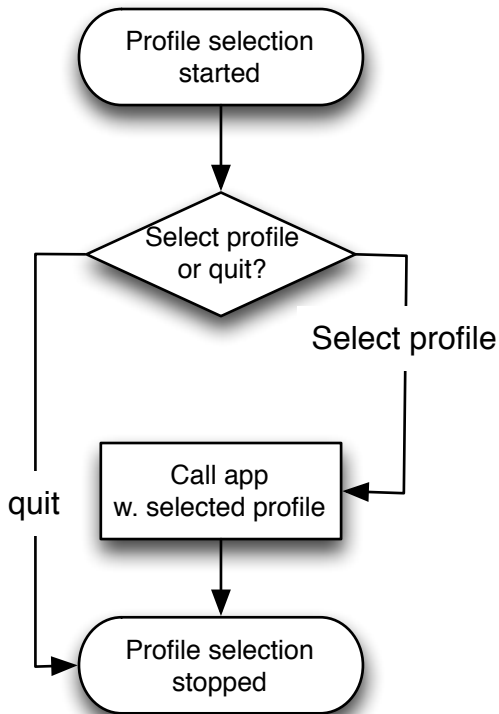 Profile selection
started
Select profile
or quit?
Select profile
Call app
w. selected profile
quit
Profile selection
stopped